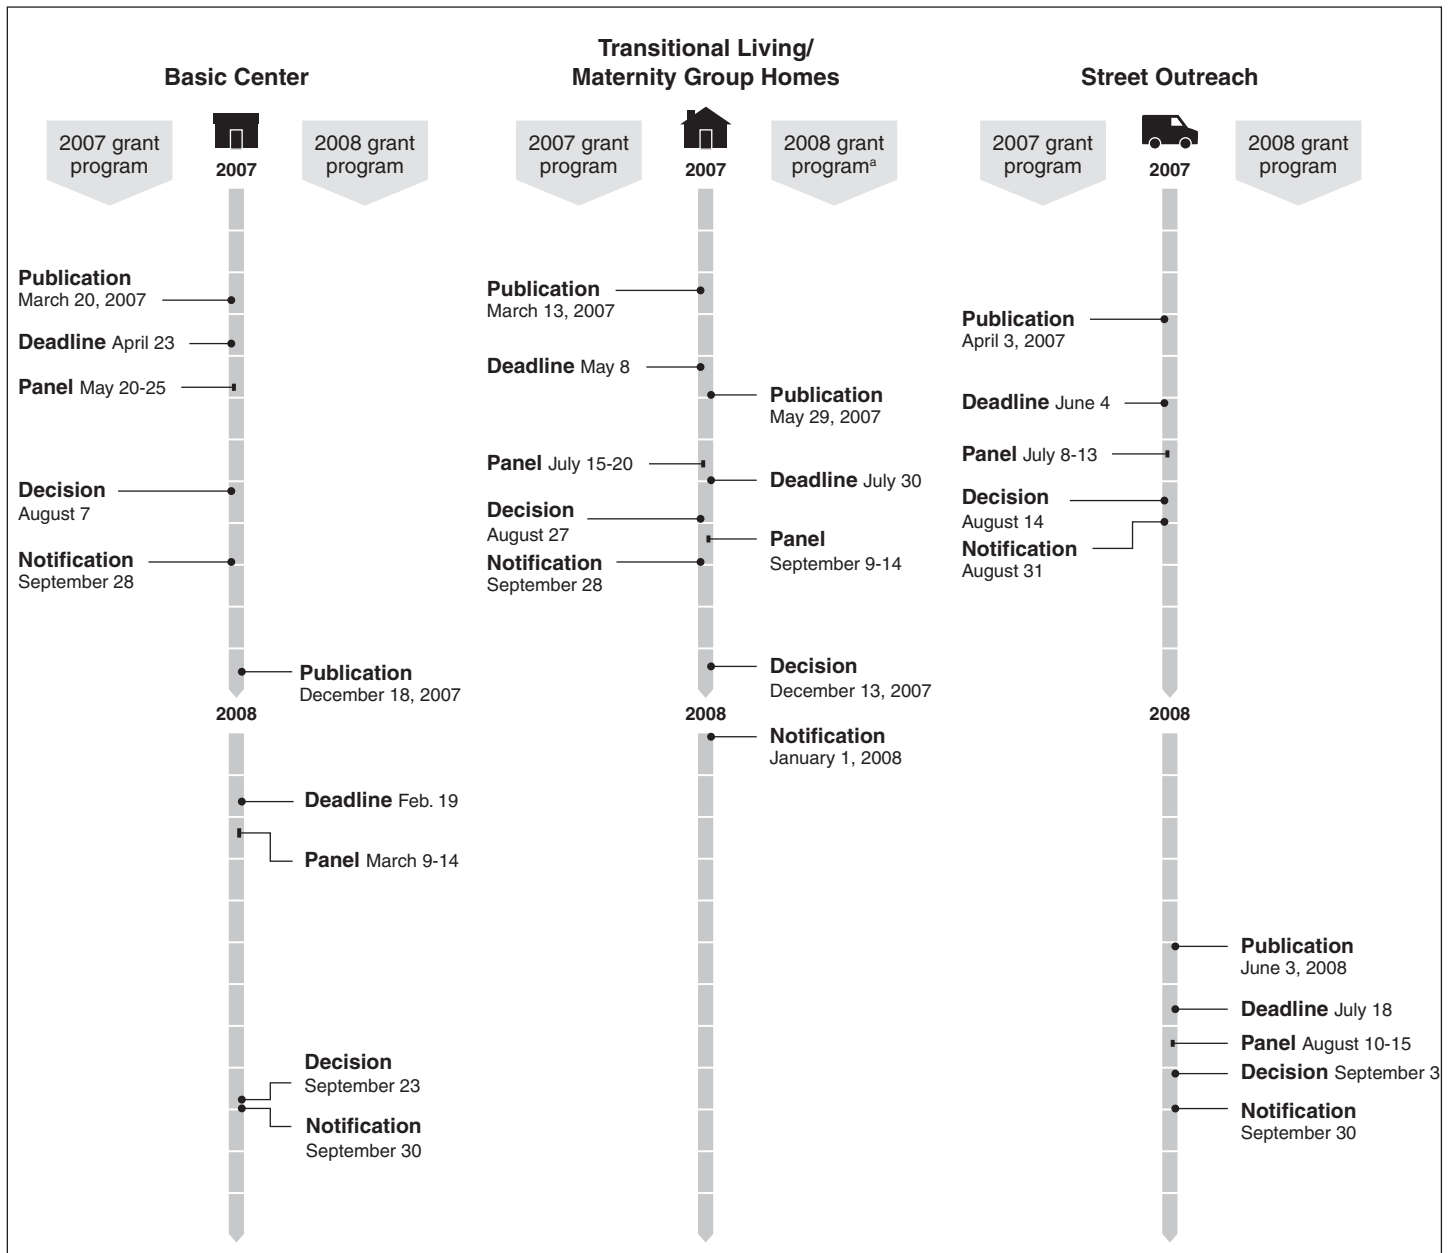 Basic Center
2007 grant
program
2007
2008 grant
program
Publication
March 20, 2007
Deadline April 23
Panel May 20-25
Decision
August 7
Notification
September 28
Publication
December 18, 2007
2008
Deadline Feb. 19
Panel March 9-14
Decision
September 23
Notification
September 30
Transitional Living/
Maternity Group Homes
2007 grant
program
2007
2008 grant
programa
Publication
March 13, 2007
Deadline May 8
Publication
May 29, 2007
Panel July 15-20
Deadline July 30
Decision
August 27
Panel
September 9-14
Notification
September 28
Decision
December 13, 2007
2008
Notification
January 1, 2008
Street Outreach
2007 grant
program
2007
2008 grant
program
Publication
April 3, 2007
Deadline June 4
Panel July 8-13
Decision
August 14
Notification
August 31
2008
Publication
June 3, 2008
Deadline July 18
Panel August 10-15
Decision September 3
Notification
September 30